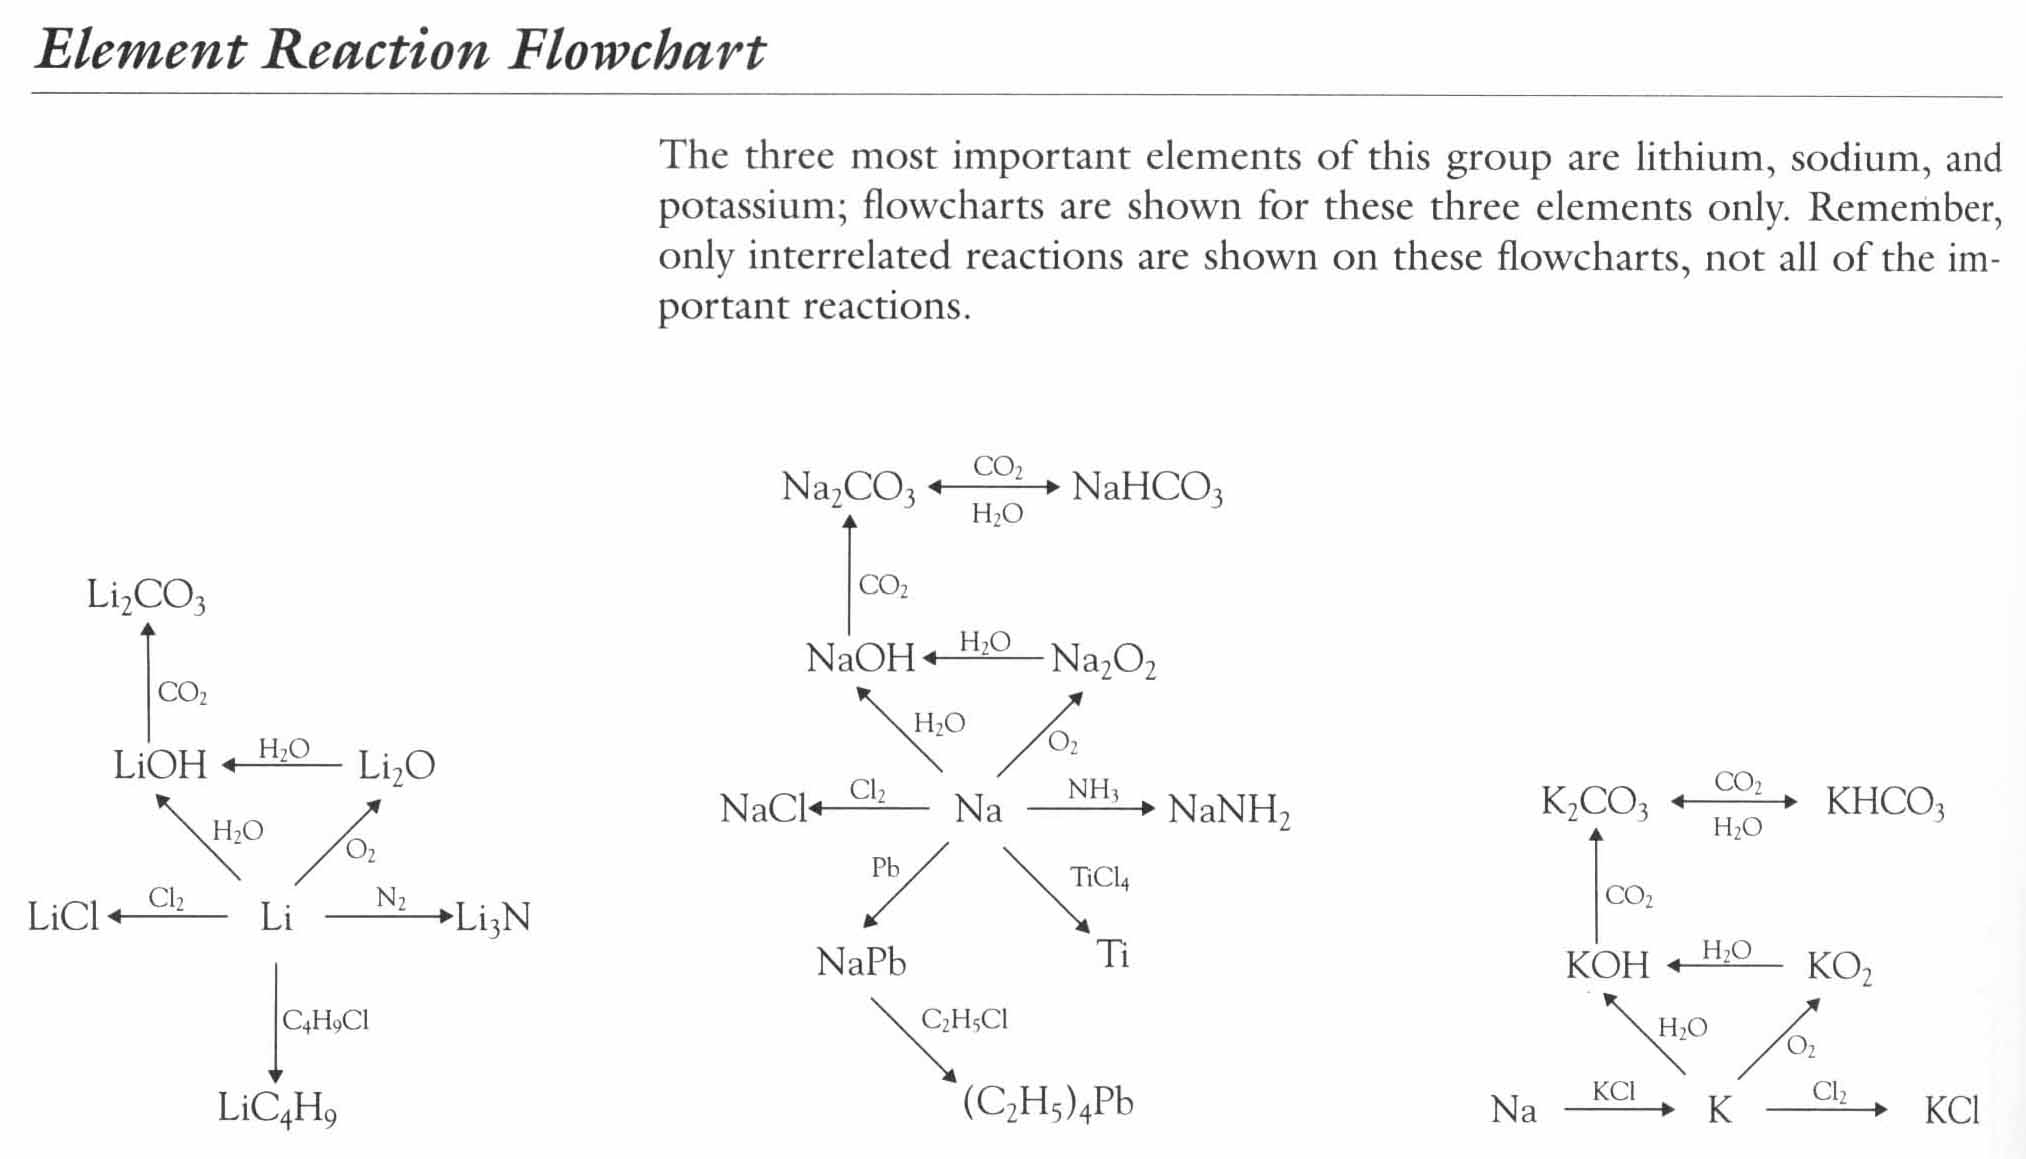 Element Reaction Flowchart
The three most important elements of this group are lithium, sodium, and
potassium; flowcharts are shown for these three elements only. Remember,
only interrelated reactions are shown on these flowcharts, not all of the im-
portant reactions.
Li₂CO₃
CO₂
LiOH
H₂O
Li₂O
H₂O
O₂
LiCl
Cl₂
Li
N₂
Li₃N
C₄H₉Cl
LiC₄H₉
Na₂CO₃
CO₂
H₂O
NaHCO₃
CO₂
NaOH
H₂O
Na₂O₂
H₂O
O₂
NaCl
Cl₂
Na
NH₃
NaNH₂
Pb
TiCl₄
NaPb
Ti
C₂H₅Cl
(C₂H₅)₄Pb
K₂CO₃
CO₂
H₂O
KHCO₃
CO₂
KOH
H₂O
KO₂
H₂O
O₂
Na
KCl
K
Cl₂
KCl